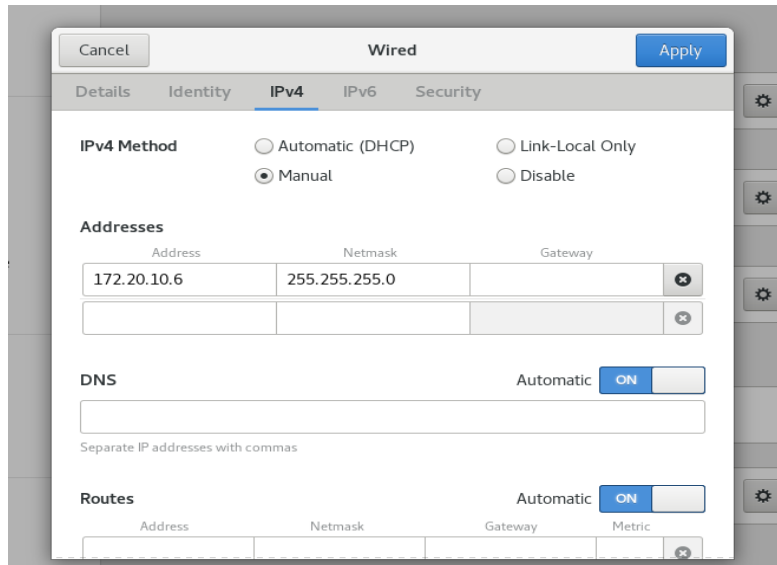 Cancel Wired Apply
Details Identity IPv4 IPv6 Security
IPv4 Method Automatic (DHCP) Link-Local Only
Manual Disable
Addresses
Address Netmask Gateway
172.20.10.6 255.255.255.0
DNS Automatic ON
Separate IP addresses with commas
Routes Automatic ON
Address Netmask Gateway Metric